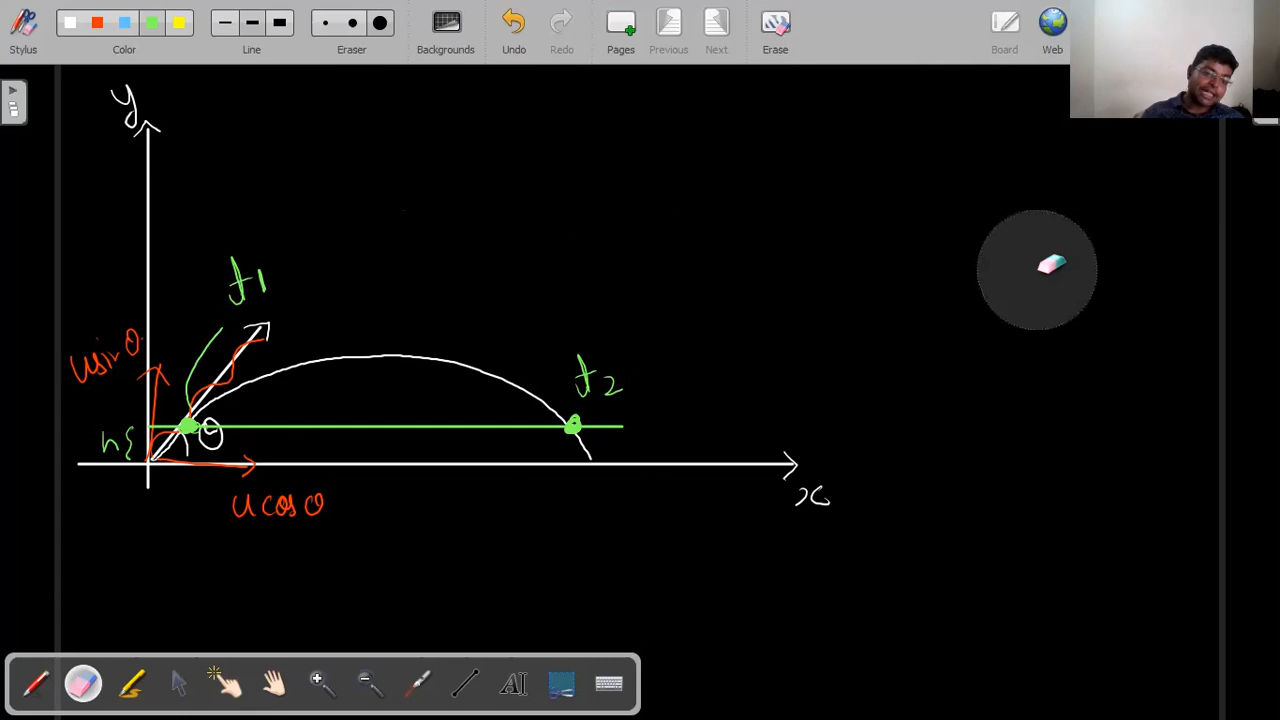 Stylus
Color
Line
Eraser
Backgrounds
Undo
Redo
Pages
Previous
Next
Erase
Board
Web
y
t1
u sin θ
t2
h {
θ
u cos θ
x